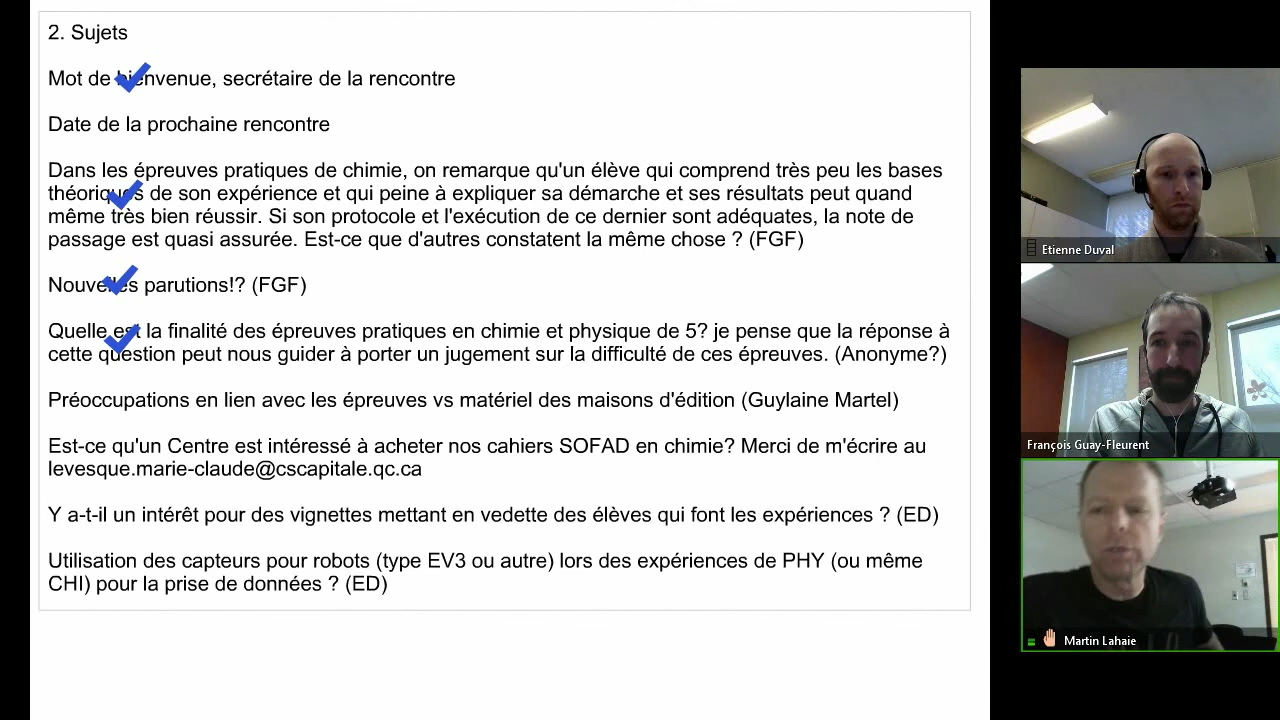 2. Sujets
Mot de bienvenue, secrétaire de la rencontre
Date de la prochaine rencontre
Dans les épreuves pratiques de chimie, on remarque qu'un élève qui comprend très peu les bases
théoriques de son expérience et qui peine à expliquer sa démarche et ses résultats peut quand
même très bien réussir. Si son protocole et l'exécution de ce dernier sont adéquates, la note de
passage est quasi assurée. Est-ce que d'autres constatent la même chose ? (FGF)
Nouvelles parutions!? (FGF)
Quelle est la finalité des épreuves pratiques en chimie et physique de 5? je pense que la réponse à
cette question peut nous guider à porter un jugement sur la difficulté de ces épreuves. (Anonyme?)
Préoccupations en lien avec les épreuves vs matériel des maisons d'édition (Guylaine Martel)
Est-ce qu'un Centre est intéressé à acheter nos cahiers SOFAD en chimie? Merci de m'écrire au
levesque.marie-claude@cscapitale.qc.ca
Y a-t-il un intérêt pour des vignettes mettant en vedette des élèves qui font les expériences ? (ED)
Utilisation des capteurs pour robots (type EV3 ou autre) lors des expériences de PHY (ou même
CHI) pour la prise de données ? (ED)
Etienne Duval
François Guay-Fleurent
Martin Lahaie